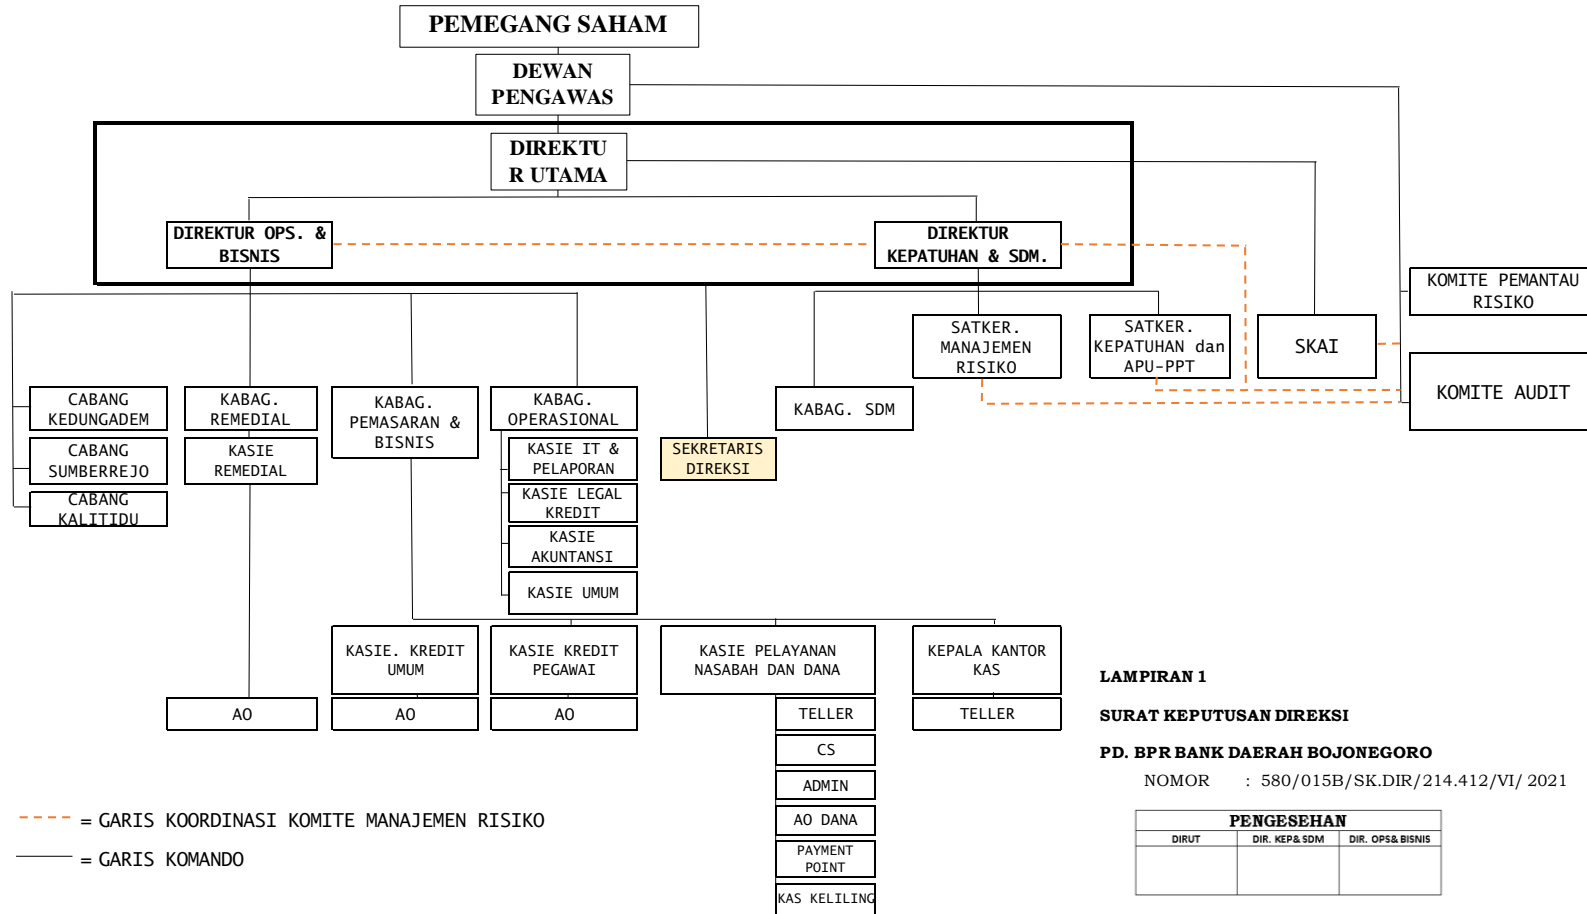 PEMEGANG SAHAM
DEWAN
PENGAWAS
DIREKTU
R UTAMA
DIREKTUR OPS. &
BISNIS
DIREKTUR
KEPATUHAN & SDM.
KOMITE PEMANTAU
RISIKO
SATKER.
MANAJEMEN
RISIKO
SATKER.
KEPATUHAN dan
APU-PPT
SKAI
KOMITE AUDIT
CABANG
KEDUNGADEM
KABAG.
REMEDIAL
KABAG.
PEMASARAN &
BISNIS
KABAG.
OPERASIONAL
KABAG. SDM
CABANG
SUMBERREJO
KASIE
REMEDIAL
KASIE IT &
PELAPORAN
SEKRETARIS
DIREKSI
CABANG
KALITIDU
KASIE LEGAL
KREDIT
KASIE
AKUNTANSI
KASIE UMUM
KASIE. KREDIT
UMUM
KASIE KREDIT
PEGAWAI
KASIE PELAYANAN
NASABAH DAN DANA
KEPALA KANTOR
KAS
AO
AO
AO
TELLER
TELLER
CS
ADMIN
AO DANA
PAYMENT
POINT
KAS KELILING
LAMPIRAN 1
SURAT KEPUTUSAN DIREKSI
PD. BPR BANK DAERAH BOJONEGORO
NOMOR : 580/015B/SK.DIR/214.412/VI/ 2021
PENGESEHAN
DIRUT DIR. KEP& SDM DIR. OPS& BISNIS
= GARIS KOORDINASI KOMITE MANAJEMEN RISIKO
= GARIS KOMANDO